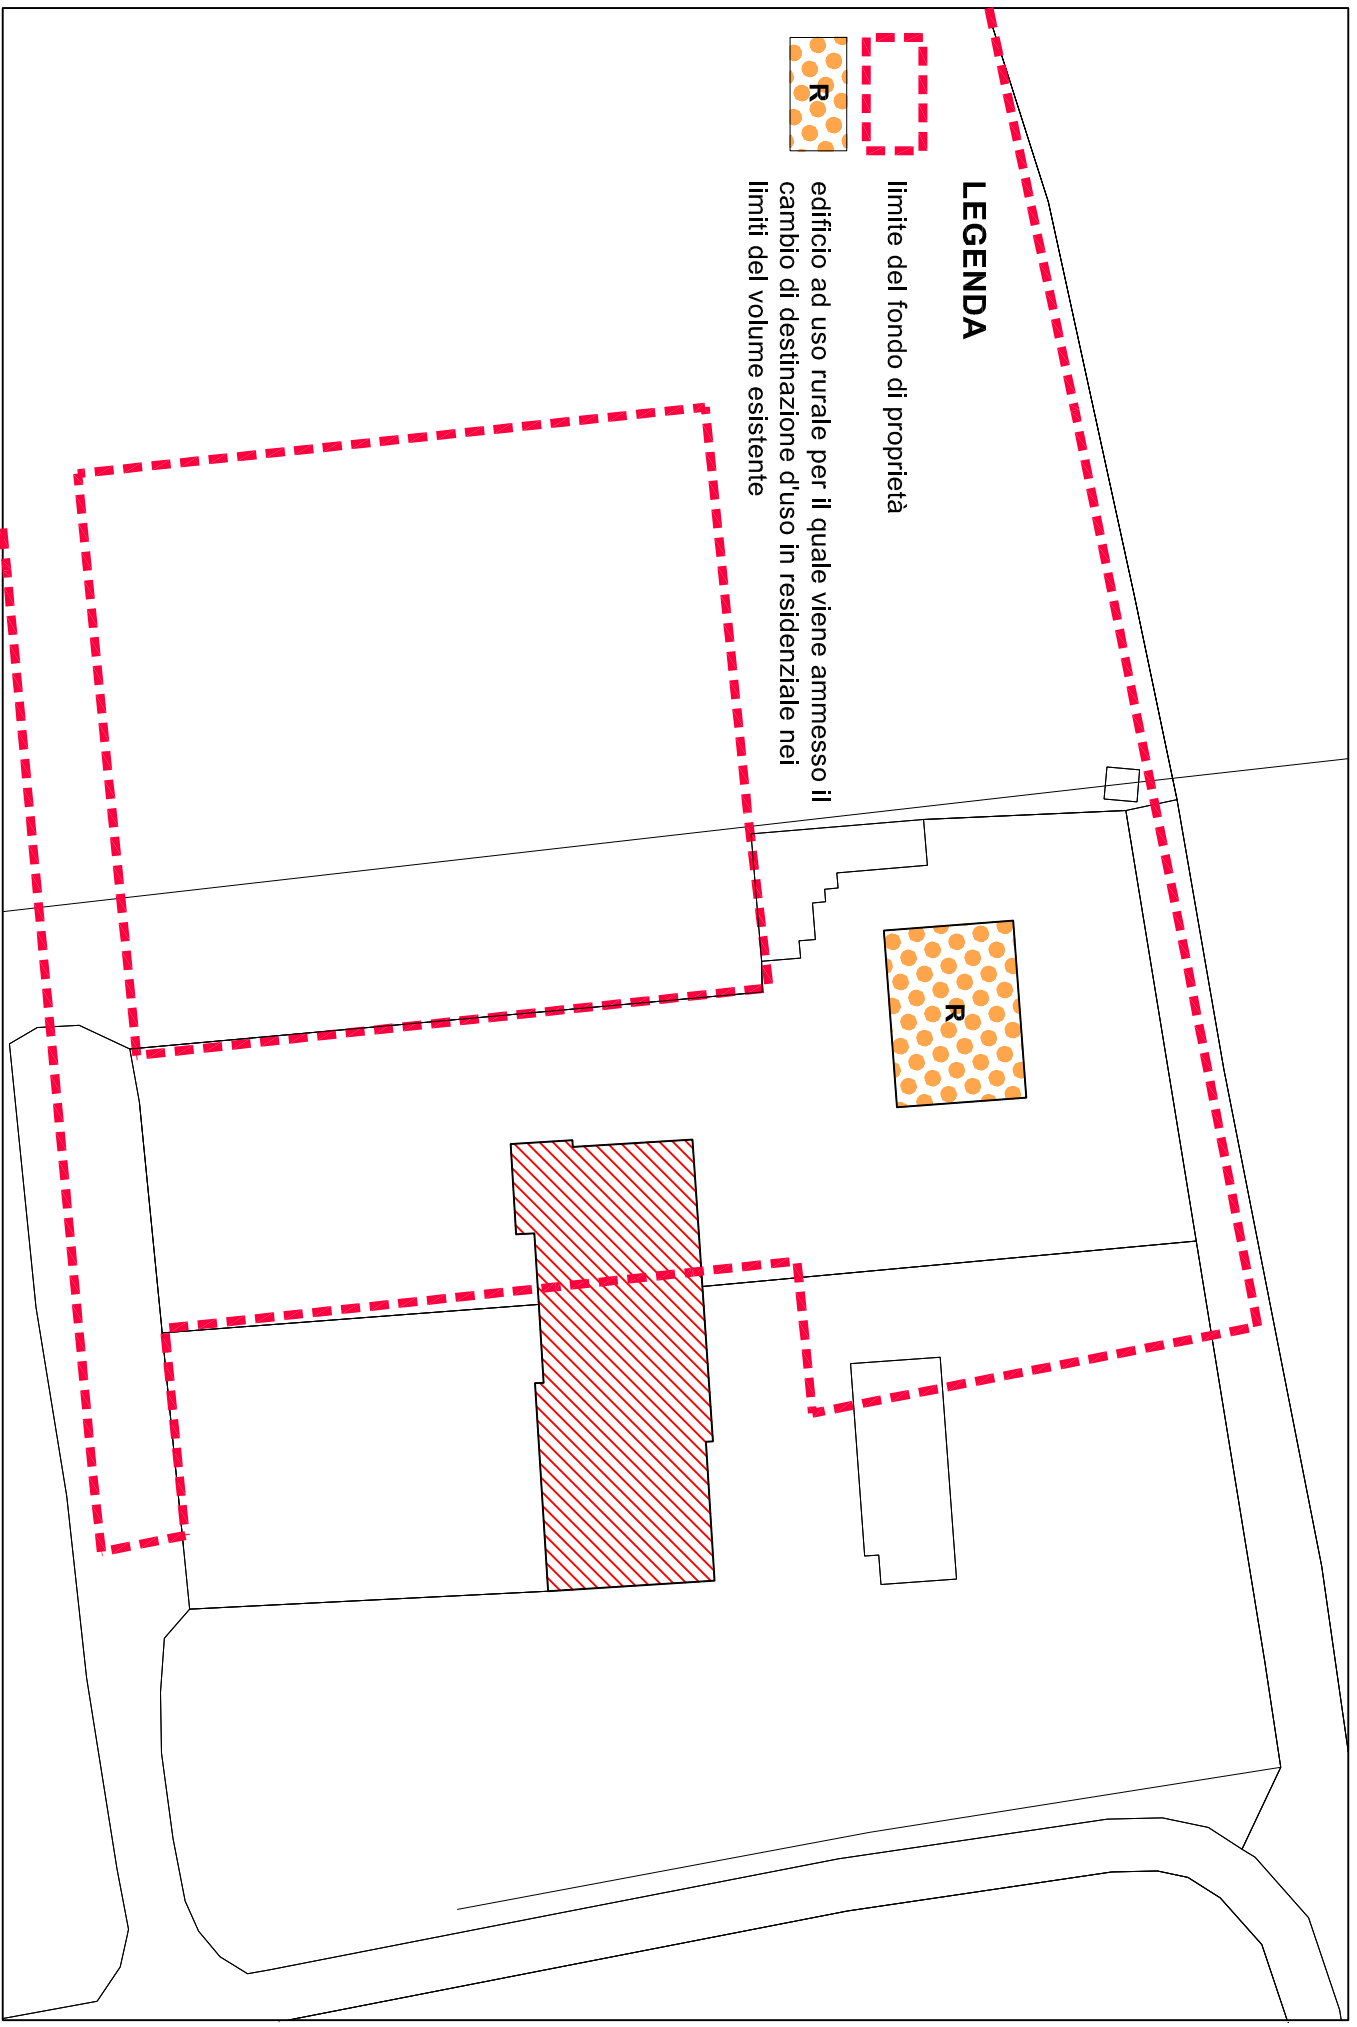 LEGENDA
limite del fondo di proprietà
R
edificio ad uso rurale per il quale viene ammesso il
cambio di destinazione d'uso in residenziale nei
limiti del volume esistente
R